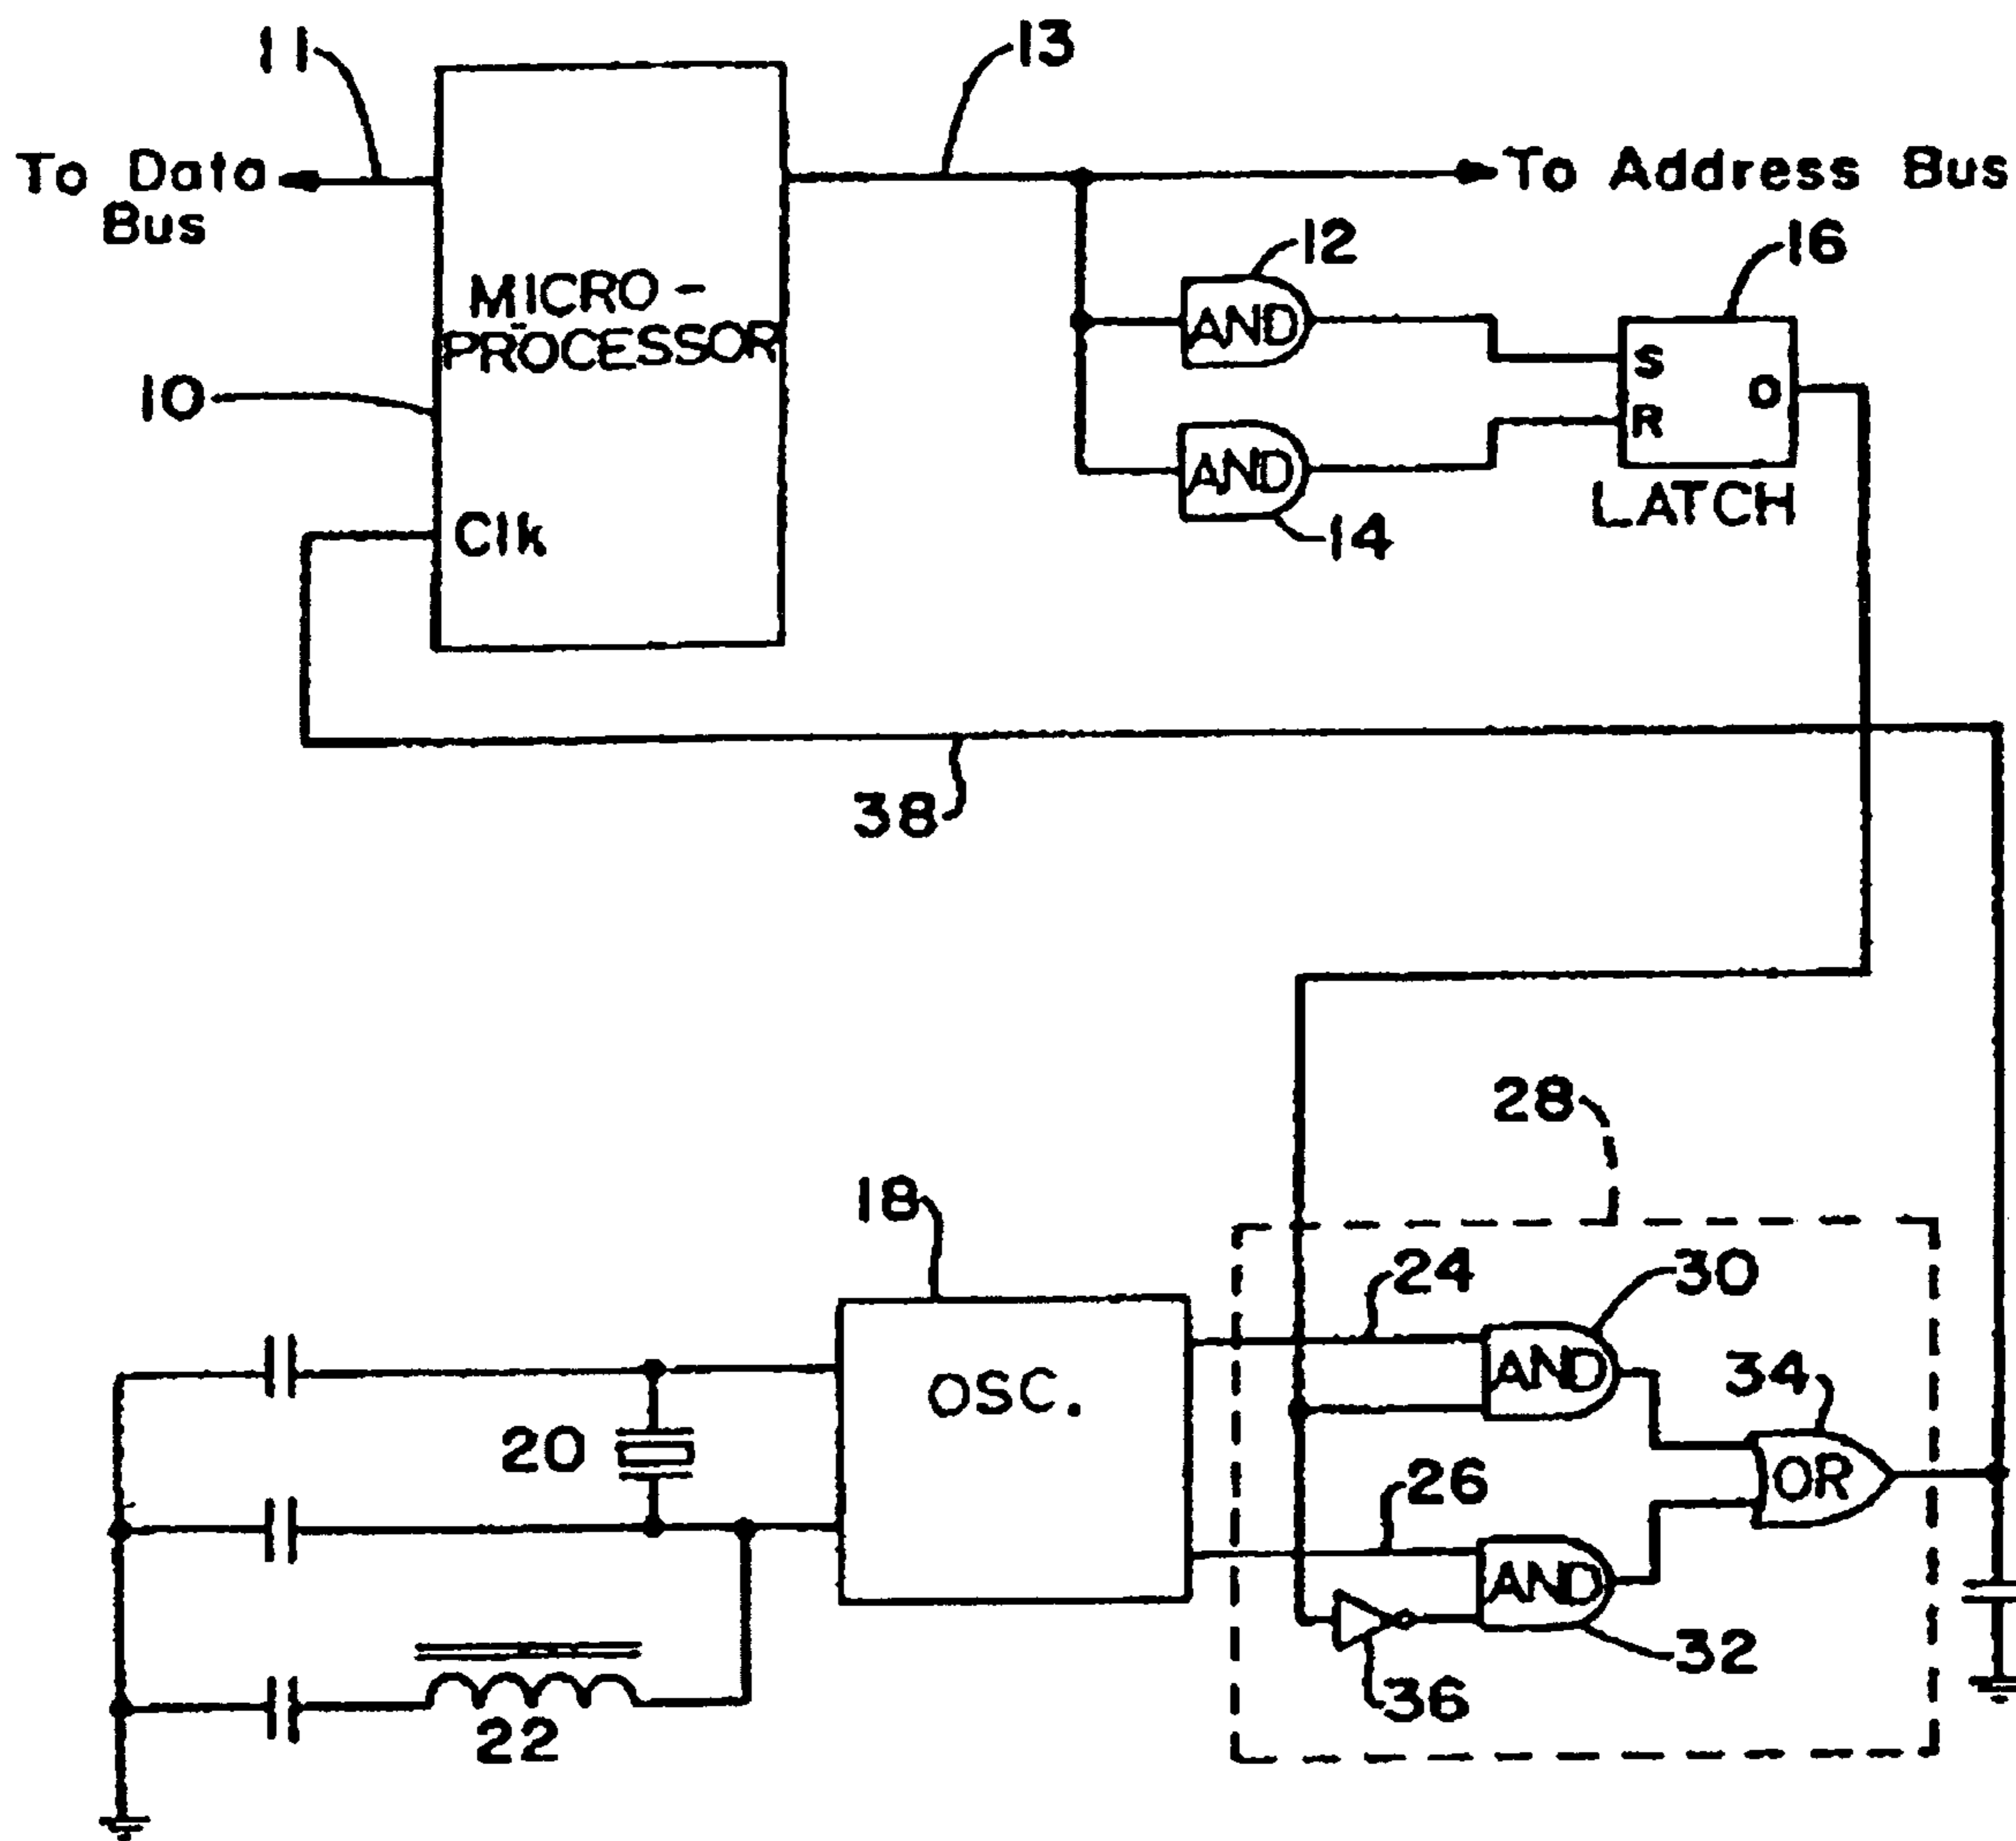 11
13
To Data
Bus
To Address Bus
12
16
MICRO-
PROCESSOR
AND
S
O
R
10
AND
LATCH
Clk
14
38
28
18
24
30
OSC.
AND
34
20
26
OR
AND
32
36
22